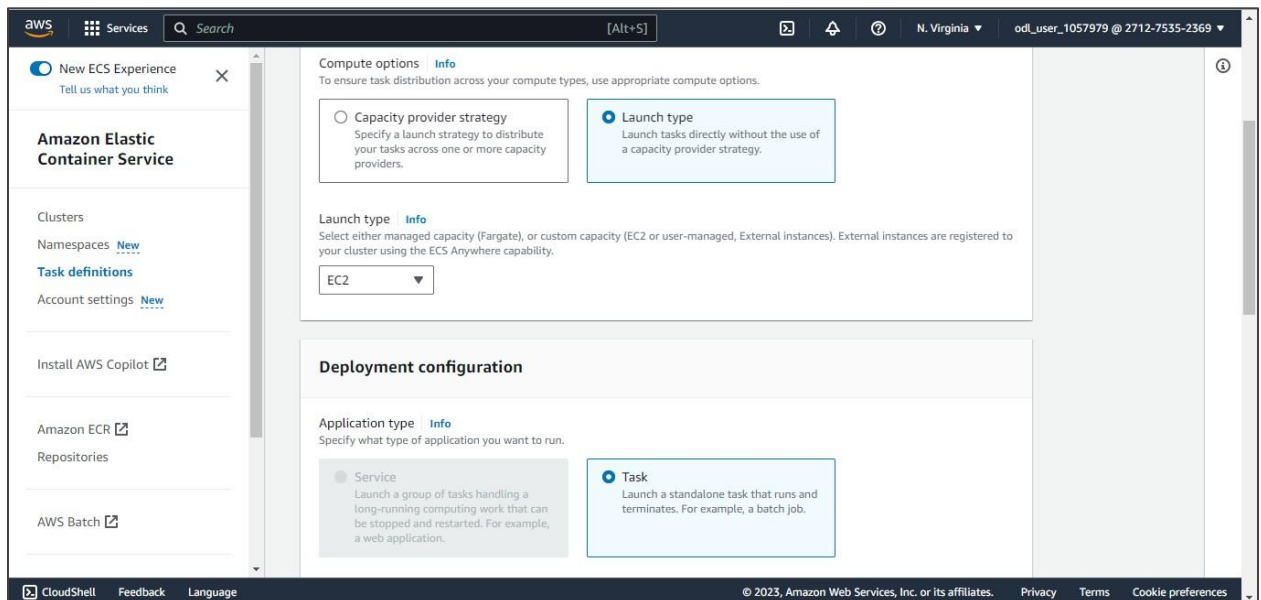 aws
Services
Search
[Alt+S]
N. Virginia
odl_user_1057979 @ 2712-7535-2369
New ECS Experience
Tell us what you think
Amazon Elastic
Container Service
Clusters
Namespaces New
Task definitions
Account settings New
Install AWS Copilot
Amazon ECR
Repositories
AWS Batch
Compute options Info
To ensure task distribution across your compute types, use appropriate compute options.
Capacity provider strategy
Specify a launch strategy to distribute
your tasks across one or more capacity
providers.
Launch type
Launch tasks directly without the use of
a capacity provider strategy.
Launch type Info
Select either managed capacity (Fargate), or custom capacity (EC2 or user-managed, External instances). External instances are registered to
your cluster using the ECS Anywhere capability.
EC2
Deployment configuration
Application type Info
Specify what type of application you want to run.
Service
Launch a group of tasks handling a
long-running computing work that can
be stopped and restarted. For example,
a web application.
Task
Launch a standalone task that runs and
terminates. For example, a batch job.
CloudShell
Feedback
Language
© 2023, Amazon Web Services, Inc. or its affiliates.
Privacy
Terms
Cookie preferences